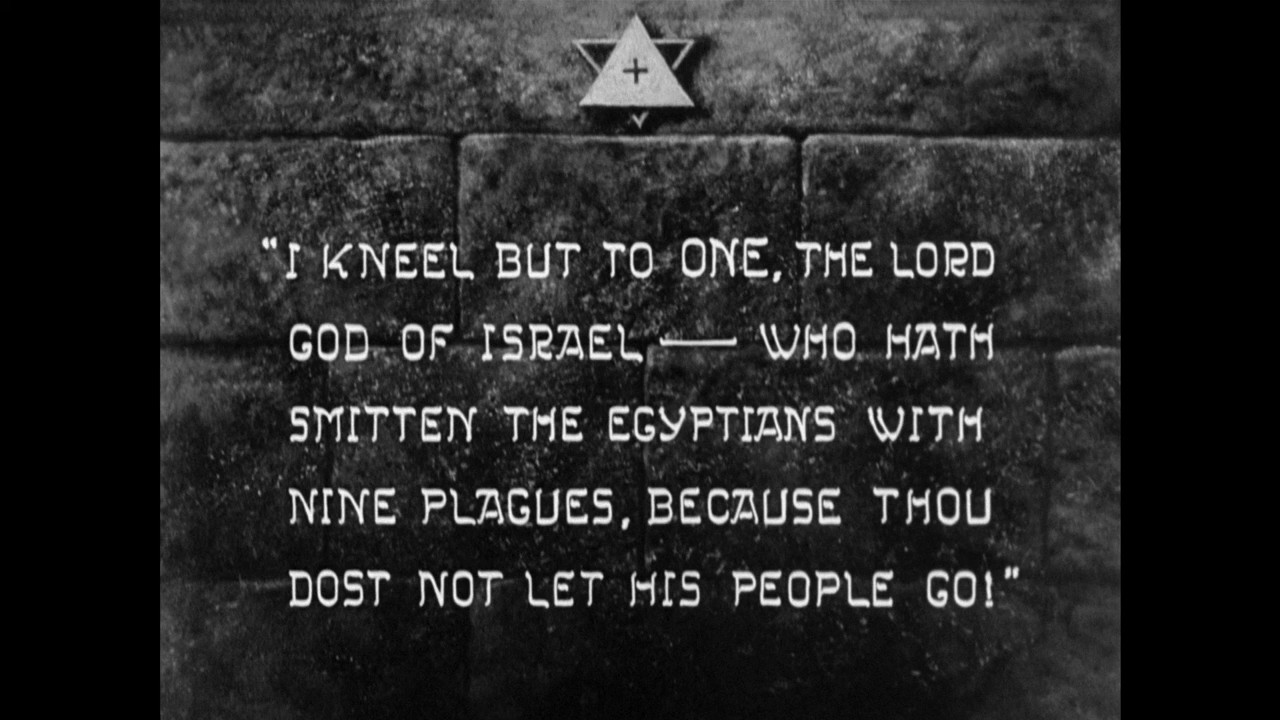 "I KNEEL BUT TO ONE, THE LORD
GOD OF ISRAEL — WHO HATH
SMITTEN THE EGYPTIANS WITH
NINE PLAGUES, BECAUSE THOU
DOST NOT LET HIS PEOPLE GO!"